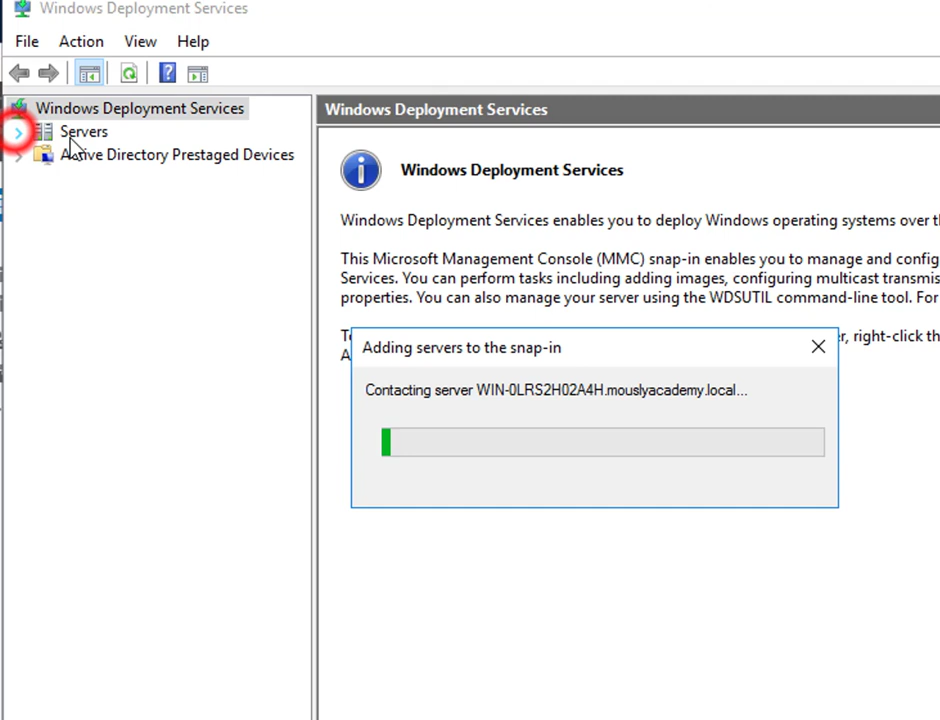 Windows Deployment Services
File Action View Help
Windows Deployment Services
Servers
Active Directory Prestaged Devices
Windows Deployment Services
Windows Deployment Services
Windows Deployment Services enables you to deploy Windows operating systems over
This Microsoft Management Console (MMC) snap-in enables you to manage and
Services. You can perform tasks including adding images, configuring multicast
properties. You can also manage your server using the WDSUTIL command-line tool. For
right-click
Adding servers to the snap-in
Contacting server WIN-0LRS2H02A4H.mouslyacademy.local...